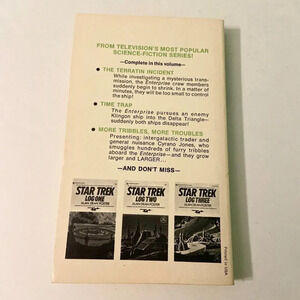 FROM TELEVISION'S MOST POPULAR
SCIENCE-FICTION SERIES!
—Complete in this volume—
● THE TERRATIN INCIDENT
While investigating a mysterious trans-
mission, the Enterprise crew members
suddenly begin to shrink. In a matter of
minutes, they will be too small to control
the ship!
● TIME TRAP
The Enterprise pursues an enemy
Klingon ship into the Delta Triangle—
suddenly both ships disappear!
● MORE TRIBBLES, MORE TROUBLES
Presenting: intergalactic trader and
general nuisance Cyrano Jones, who
smuggles hundreds of furry tribbles
aboard the Enterprise—and they grow
larger and LARGER...
—AND DON'T MISS—
STAR TREK
LOG ONE
ALAN DEAN FOSTER
STAR TREK
LOG TWO
ALAN DEAN FOSTER
STAR TREK
LOG THREE
ALAN DEAN FOSTER
Printed in USA